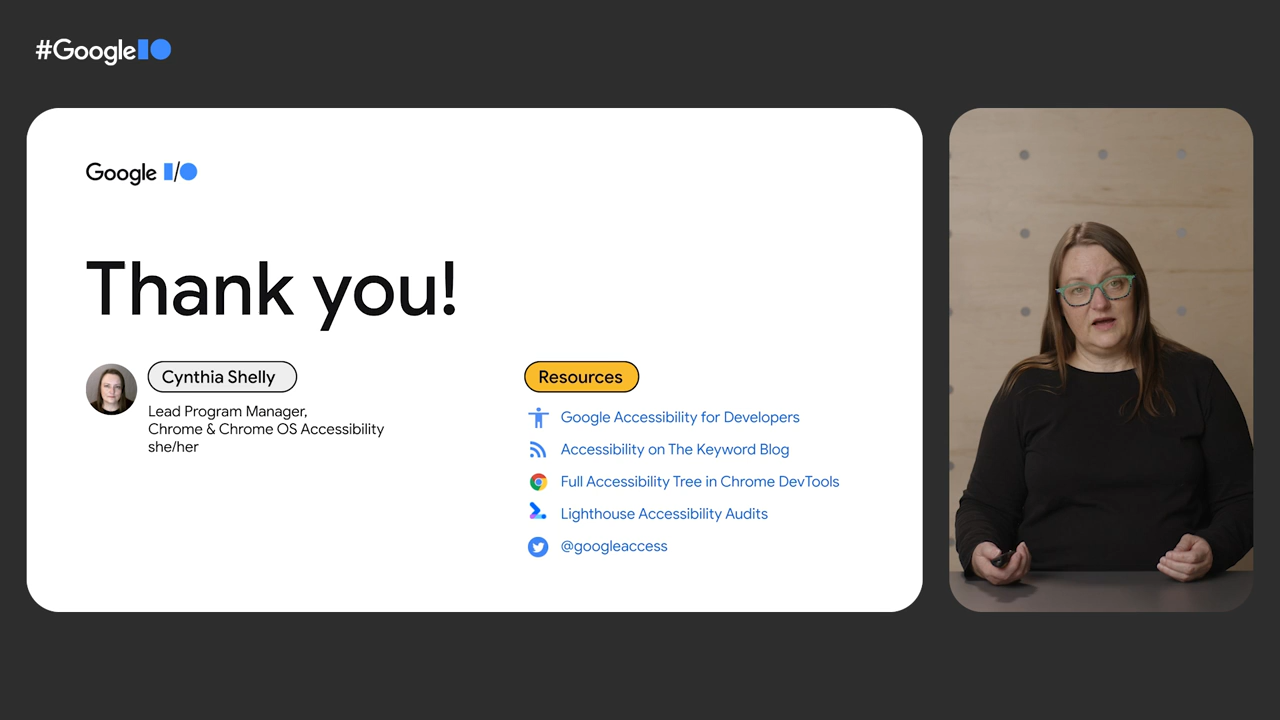 #GoogleIO
Google I/O
Thank you!
Cynthia Shelly
Lead Program Manager,
Chrome & Chrome OS Accessibility
she/her
Resources
Google Accessibility for Developers
Accessibility on The Keyword Blog
Full Accessibility Tree in Chrome DevTools
Lighthouse Accessibility Audits
@googleaccess